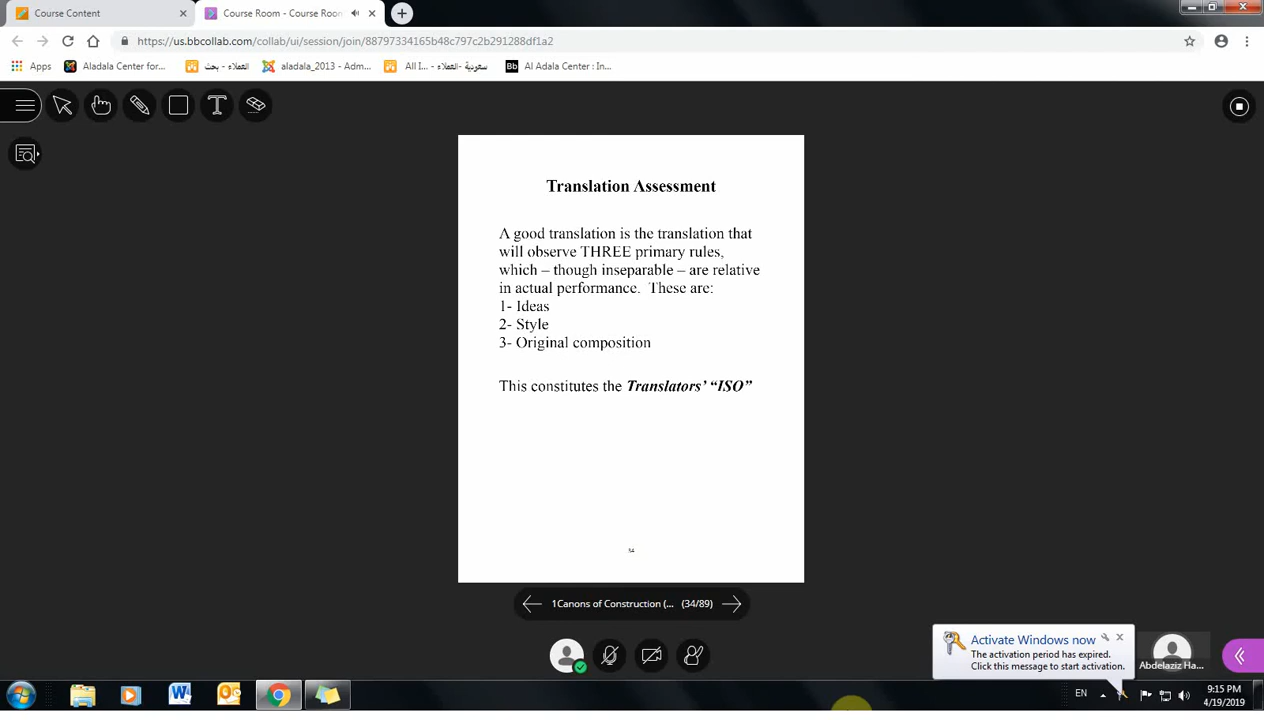 Course Content
Course Room - Course Roo
https://us.bbcollab.com/collab/ui/session/join/88797334165b48c797c2b291288df1a2
Apps
Aladala Center for...
العملاء - بحث
aladala_2013 - Adm...
All I... - سعودية -العملاء
Bb
Al Adala Center : In...
T
Translation Assessment
A good translation is the translation that
will observe THREE primary rules,
which – though inseparable – are relative
in actual performance.  These are:
1- Ideas
2- Style
3- Original composition
This constitutes the Translators’ “ISO”
1Canons of Construction (... (34/89)
Activate Windows now
The activation period has expired.
Click this message to start activation.
Abdelaziz Ha...
EN
9:15 PM
4/19/2019